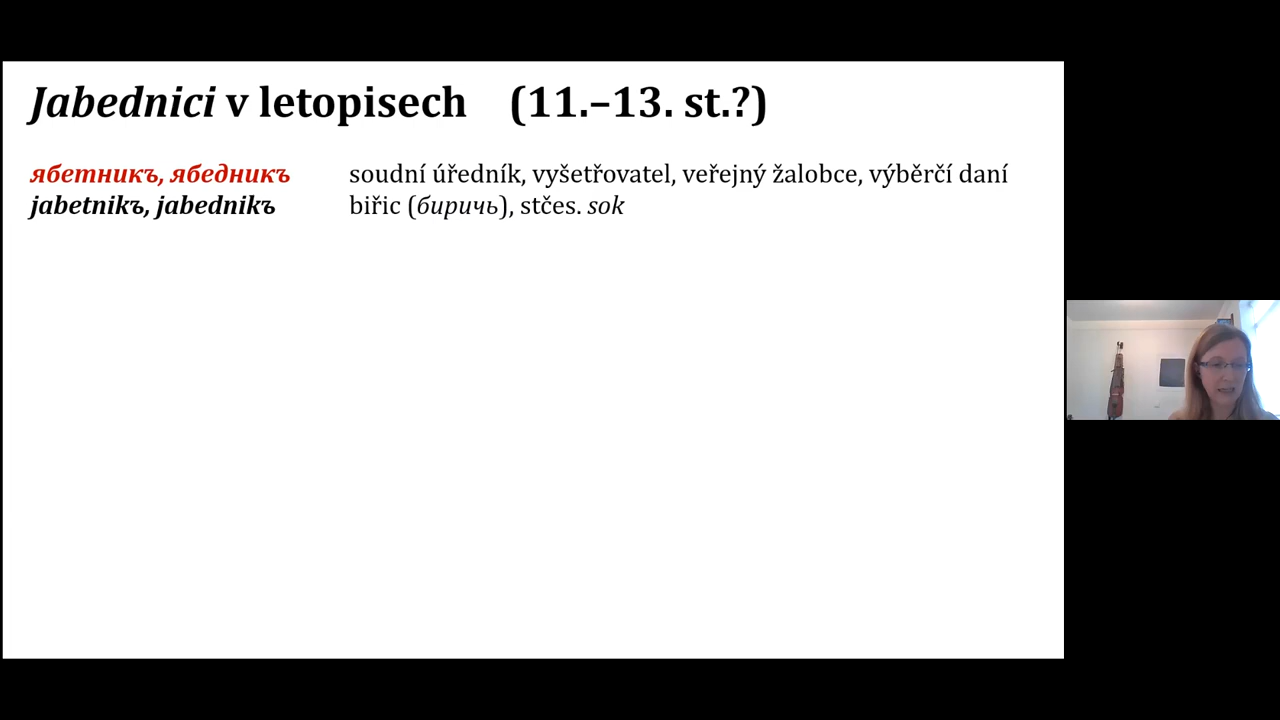 Jabednici v letopisech (11.–13. st.?)
ябетникъ, ябедникъ soudní úředník, vyšetřovatel, veřejný žalobce, výběrčí daní
jabetnikъ, jabednikъ biřic (биричь), stčes. sok